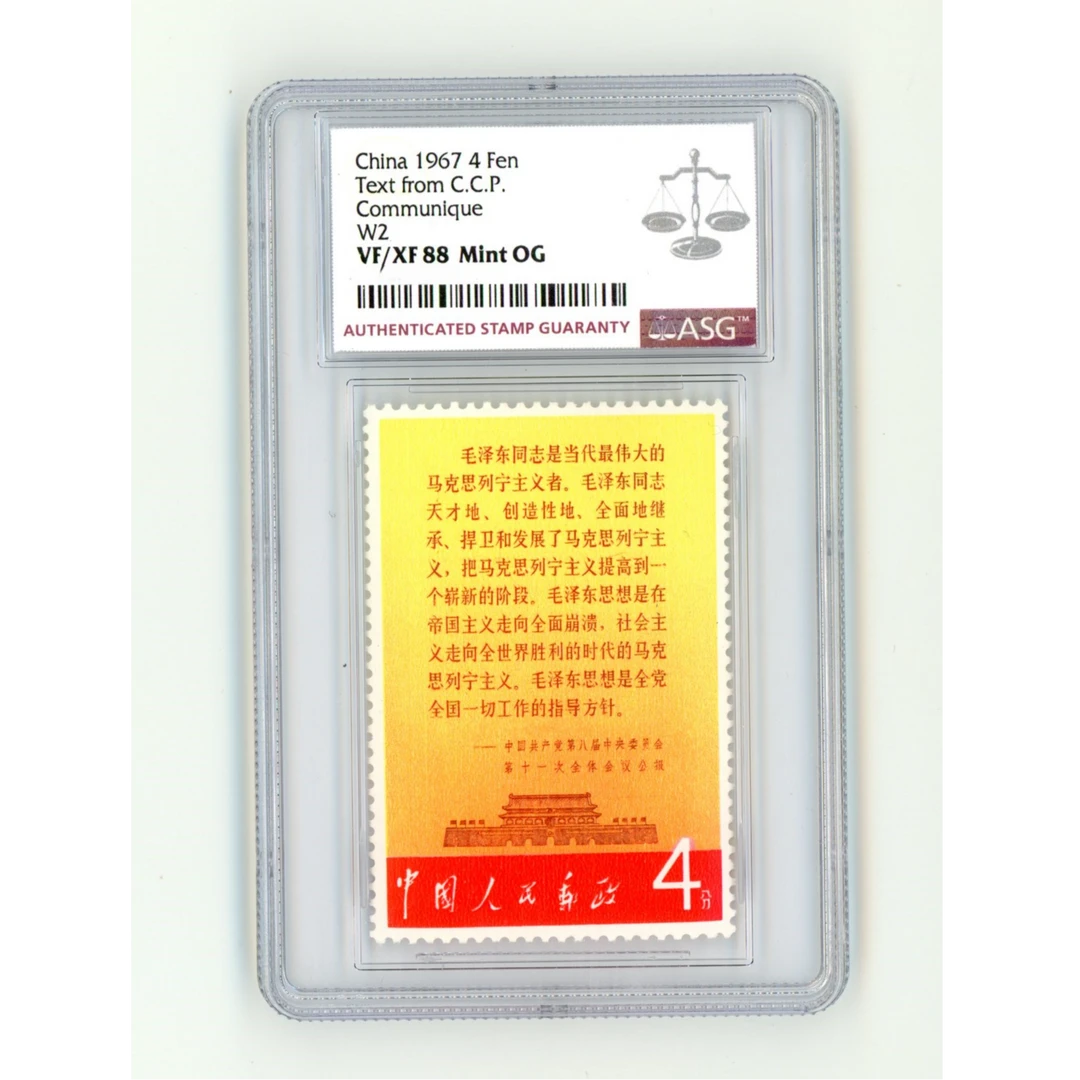 China 1967 4 Fen
Text from C.C.P.
Communique
W2
VF/XF 88 Mint OG
AUTHENTICATED STAMP GUARANTY
ASG™
毛泽东同志是当代最伟大的
马克思列宁主义者。毛泽东同志
天才地、创造性地、全面地继
承、捍卫和发展了马克思列宁主
义，把马克思列宁主义提高到一
个崭新的阶段。毛泽东思想是在
帝国主义走向全面崩溃，社会主
义走向全世界胜利的时代的马克
思列宁主义。毛泽东思想是全党
全国一切工作的指导方针。
—— 中国共产党第八届中央委员会
第十一次全体会议公报
中国人民邮政 4分